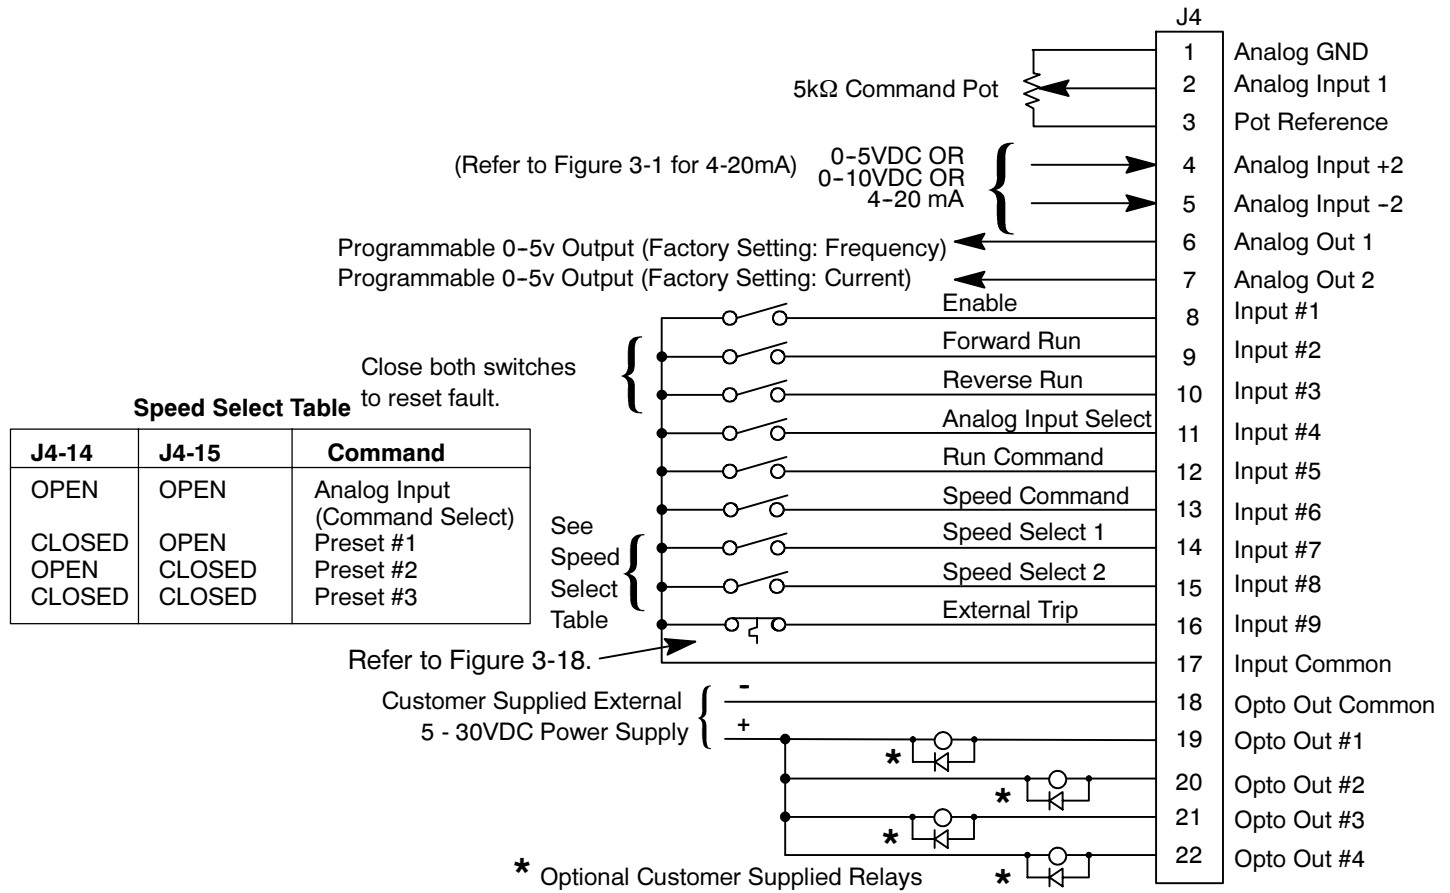 J4
1 Analog GND
5kΩ Command Pot 2 Analog Input 1
3 Pot Reference
(Refer to Figure 3-1 for 4-20mA) 0-5VDC OR
0-10VDC OR
4-20 mA
4 Analog Input +2
5 Analog Input -2
Programmable 0-5v Output (Factory Setting: Frequency) 6 Analog Out 1
Programmable 0-5v Output (Factory Setting: Current) 7 Analog Out 2
Enable 8 Input #1
Forward Run 9 Input #2
Close both switches
to reset fault.
Reverse Run 10 Input #3
Analog Input Select 11 Input #4
Run Command 12 Input #5
Speed Command 13 Input #6
Speed Select 1 14 Input #7
Speed Select 2 15 Input #8
External Trip 16 Input #9
17 Input Common
Speed Select Table
J4-14 J4-15 Command
OPEN OPEN Analog Input
(Command Select)
CLOSED OPEN Preset #1
OPEN CLOSED Preset #2
CLOSED CLOSED Preset #3
See
Speed
Select
Table
Refer to Figure 3-18.
Customer Supplied External
5 - 30VDC Power Supply
- 18 Opto Out Common
+ 19 Opto Out #1
*
20 Opto Out #2
*
21 Opto Out #3
*
22 Opto Out #4
*
* Optional Customer Supplied Relays